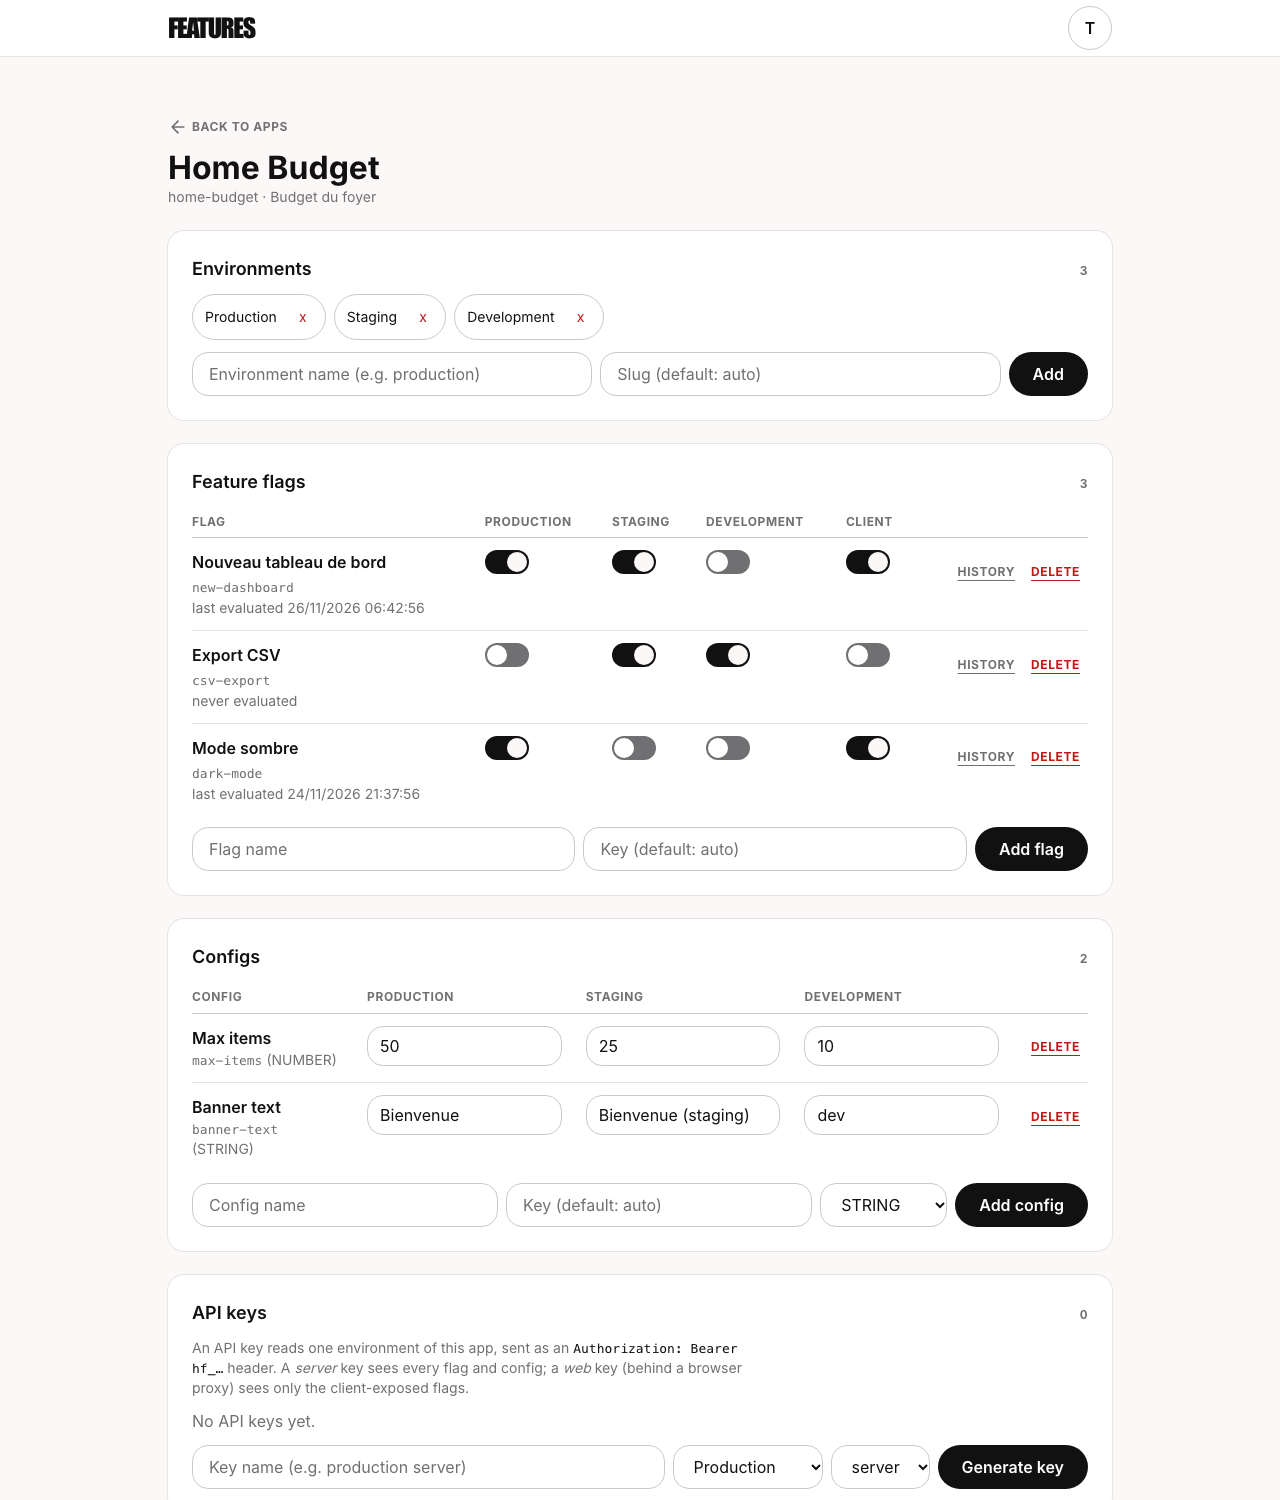 FEATURES
T
BACK TO APPS
Home Budget
home-budget · Budget du foyer
Environments
3
Production x
Staging x
Development x
Environment name (e.g. production)
Slug (default: auto)
Add
Feature flags
3
FLAG PRODUCTION STAGING DEVELOPMENT CLIENT
Nouveau tableau de bord
HISTORY DELETE
new-dashboard
last evaluated 26/11/2026 06:42:56
Export CSV
HISTORY DELETE
csv-export
never evaluated
Mode sombre
HISTORY DELETE
dark-mode
last evaluated 24/11/2026 21:37:56
Flag name
Key (default: auto)
Add flag
Configs
2
CONFIG PRODUCTION STAGING DEVELOPMENT
Max items
max-items (NUMBER)
50
25
10
DELETE
Banner text
banner-text
(STRING)
Bienvenue
Bienvenue (staging)
dev
DELETE
Config name
Key (default: auto)
STRING
Add config
API keys
0
An API key reads one environment of this app, sent as an Authorization: Bearer
hf_… header. A server key sees every flag and config; a web key (behind a browser
proxy) sees only the client-exposed flags.
No API keys yet.
Key name (e.g. production server)
Production
server
Generate key